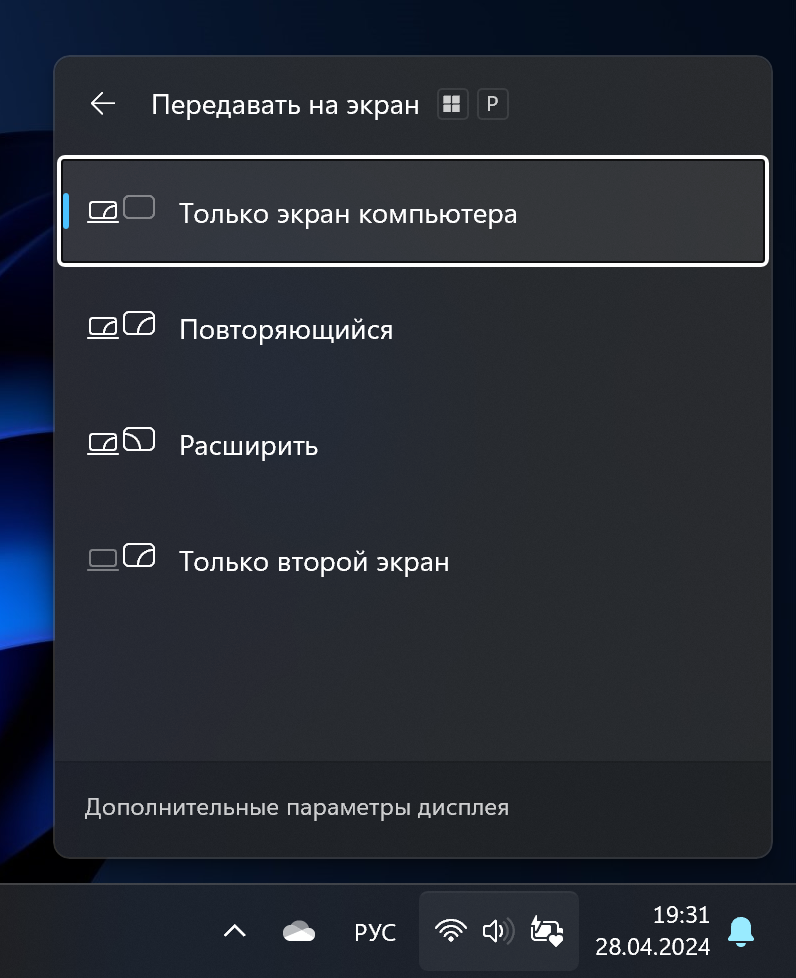 Передавать на экран P
Только экран компьютера
Повторяющийся
Расширить
Только второй экран
Дополнительные параметры дисплея
РУС
19:31
28.04.2024